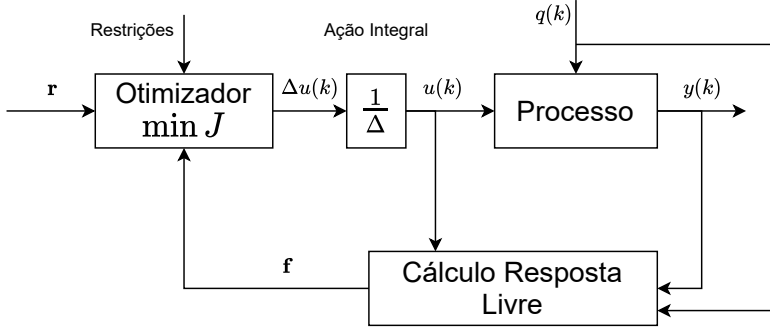 q(k)
Restrições
Ação Integral
r
Otimizador
min J
Δu(k)
1
Δ
u(k)
Processo
y(k)
f
Cálculo Resposta
Livre